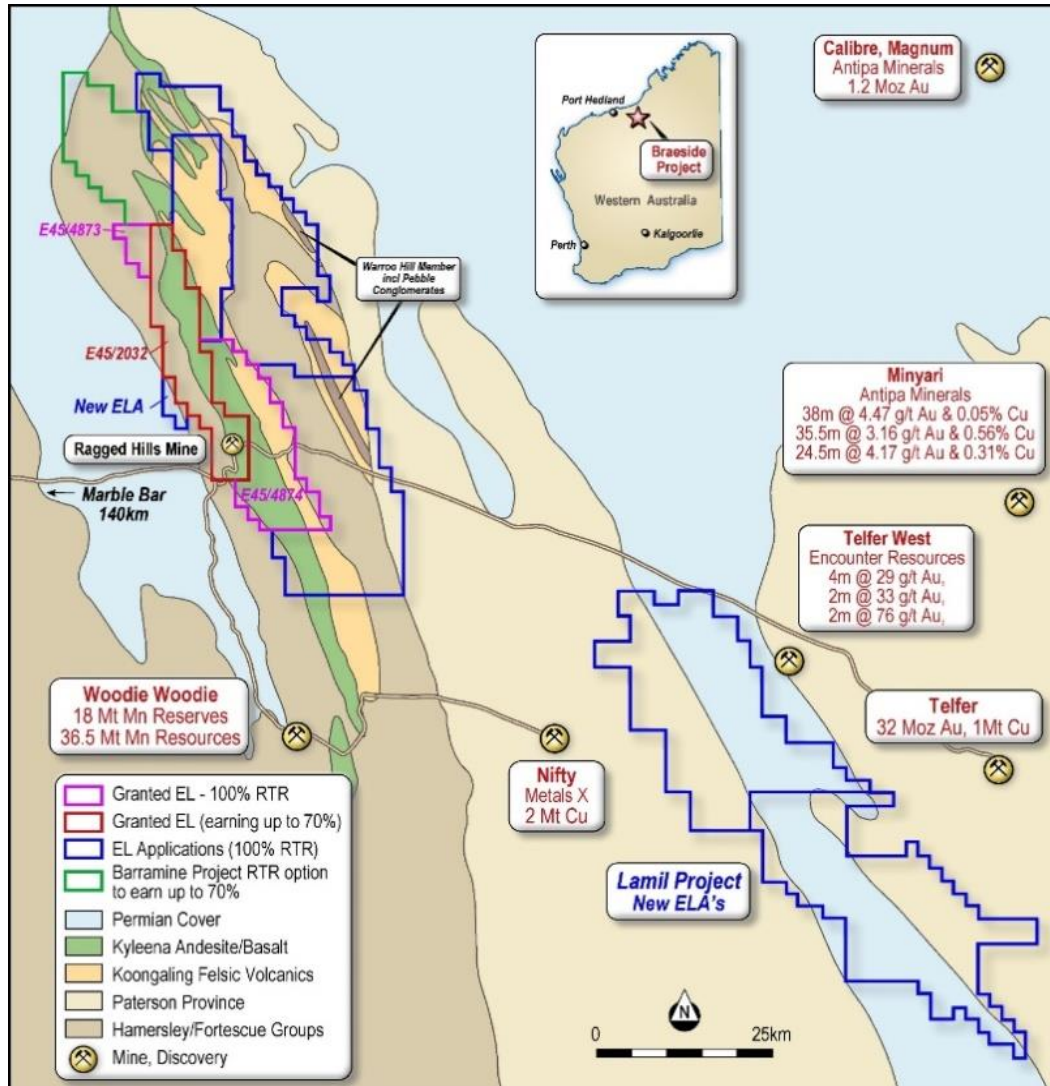 Calibre, Magnum
Antipa Minerals
1.2 Moz Au
Port Hedland
Braeside
Project
Western Australia
Perth
Kalgoorlie
E45/4873
Warroo Hill Member
incl Pebble
Conglomerates
E45/2032
New ELA
Ragged Hills Mine
Marble Bar
140km
E45/4874
Minyari
Antipa Minerals
38m @ 4.47 g/t Au & 0.05% Cu
35.5m @ 3.16 g/t Au & 0.56% Cu
24.5m @ 4.17 g/t Au & 0.31% Cu
Telfer West
Encounter Resources
4m @ 29 g/t Au,
2m @ 33 g/t Au,
2m @ 76 g/t Au,
Woodie Woodie
18 Mt Mn Reserves
36.5 Mt Mn Resources
Telfer
32 Moz Au, 1Mt Cu
Nifty
Metals X
2 Mt Cu
Lamil Project
New ELA's
Granted EL - 100% RTR
Granted EL (earning up to 70%)
EL Applications (100% RTR)
Barramine Project RTR option
to earn up to 70%
Permian Cover
Kyleena Andesite/Basalt
Koongaling Felsic Volcanics
Paterson Province
Hamersley/Fortescue Groups
Mine, Discovery
N
0
25km